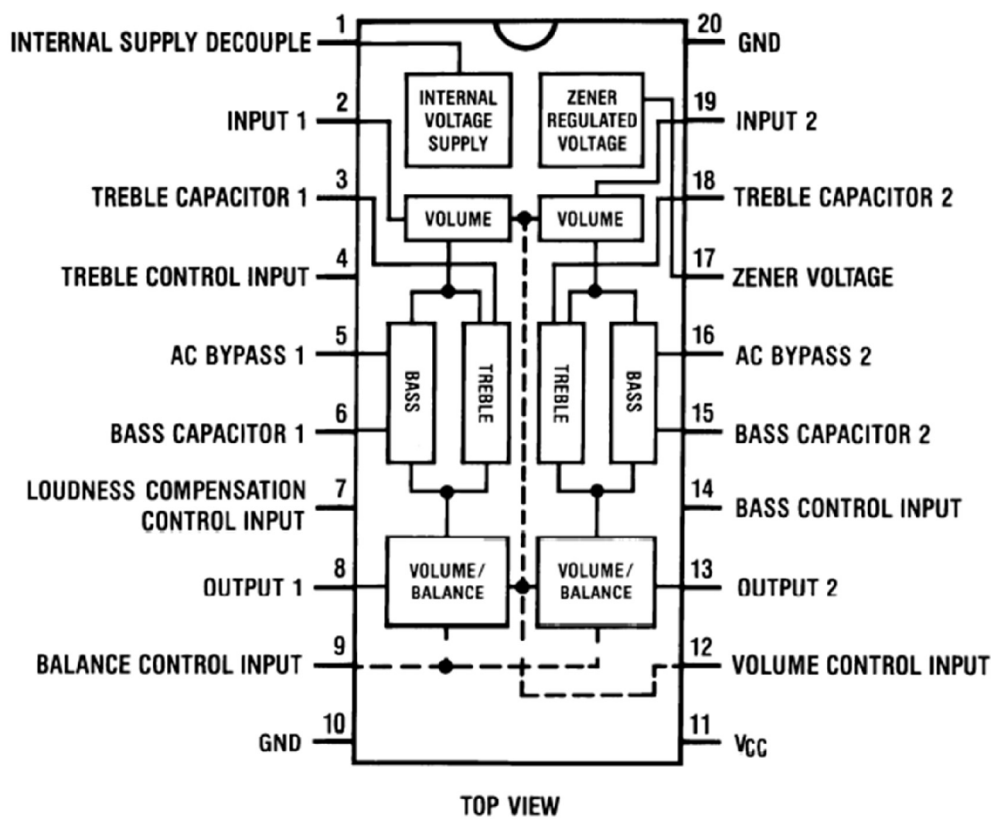 1
20
INTERNAL SUPPLY DECOUPLE
GND
INTERNAL
VOLTAGE
SUPPLY
ZENER
REGULATED
VOLTAGE
2
19
INPUT 1
INPUT 2
3
18
TREBLE CAPACITOR 1
TREBLE CAPACITOR 2
VOLUME
VOLUME
4
17
TREBLE CONTROL INPUT
ZENER VOLTAGE
5
16
AC BYPASS 1
AC BYPASS 2
BASS
TREBLE
TREBLE
BASS
6
15
BASS CAPACITOR 1
BASS CAPACITOR 2
7
14
LOUDNESS COMPENSATION
CONTROL INPUT
BASS CONTROL INPUT
8
13
OUTPUT 1
OUTPUT 2
VOLUME/
BALANCE
VOLUME/
BALANCE
9
12
BALANCE CONTROL INPUT
VOLUME CONTROL INPUT
10
11
GND
VCC
TOP VIEW